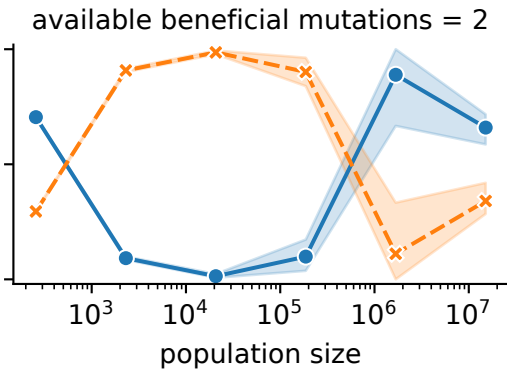 available beneficial mutations = 2
10³ 10⁴ 10⁵ 10⁶ 10⁷
population size